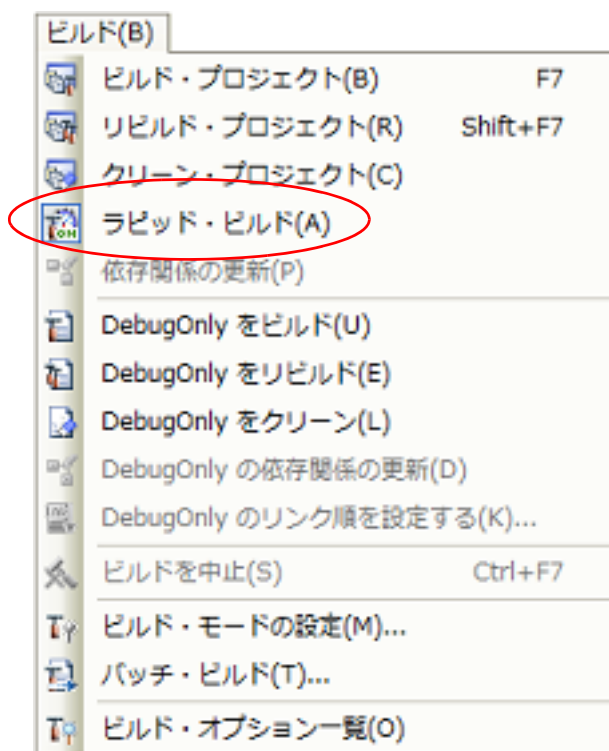 ビルド(B)
ビルド・プロジェクト(B) F7
リビルド・プロジェクト(R) Shift+F7
クリーン・プロジェクト(C)
ラピッド・ビルド(A)
依存関係の更新(P)
DebugOnly をビルド(U)
DebugOnly をリビルド(E)
DebugOnly をクリーン(L)
DebugOnly の依存関係の更新(D)
DebugOnly のリンク順を設定する(K)...
ビルドを中止(S) Ctrl+F7
ビルド・モードの設定(M)...
バッチ・ビルド(T)...
ビルド・オプション一覧(O)